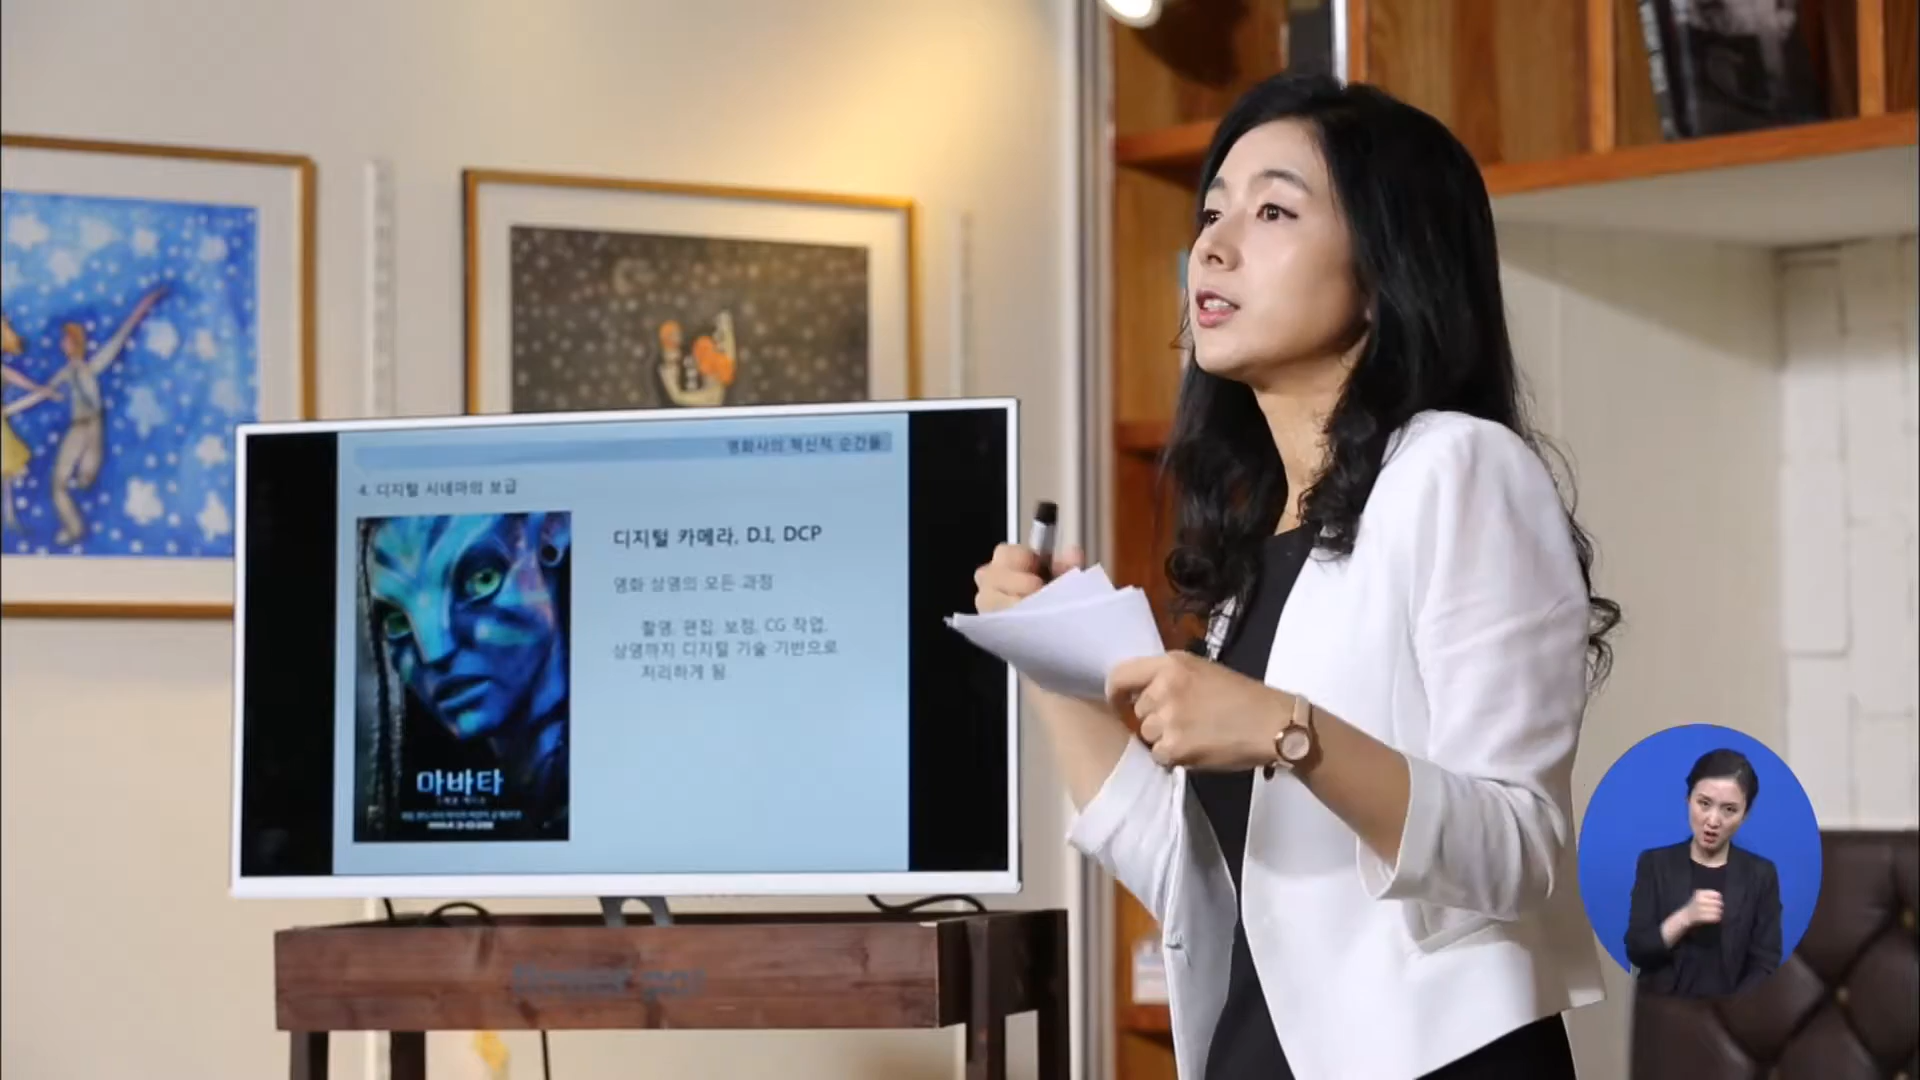 영화사의 혁신적 순간들
4. 디지털 시네마의 보급
디지털 카메라, D.I, DCP
영화 상영의 모든 과정
촬영, 편집, 보정, CG 작업,
상영까지 디지털 기술 기반으로
처리하게 됨.
아바타